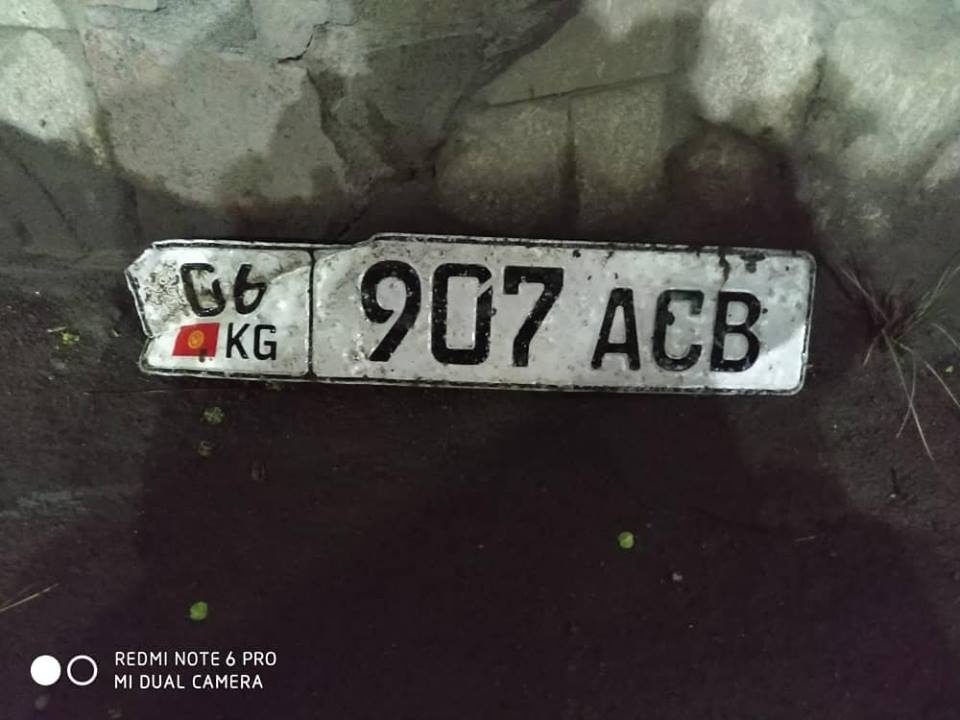 06
KG
907 ACB
REDMI NOTE 6 PRO
MI DUAL CAMERA